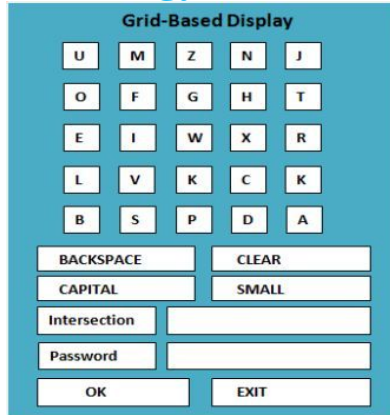 Grid-Based Display
U M Z N J
O F G H T
E I W X R
L V K C K
B S P D A
BACKSPACE CLEAR
CAPITAL SMALL
Intersection
Password
OK EXIT